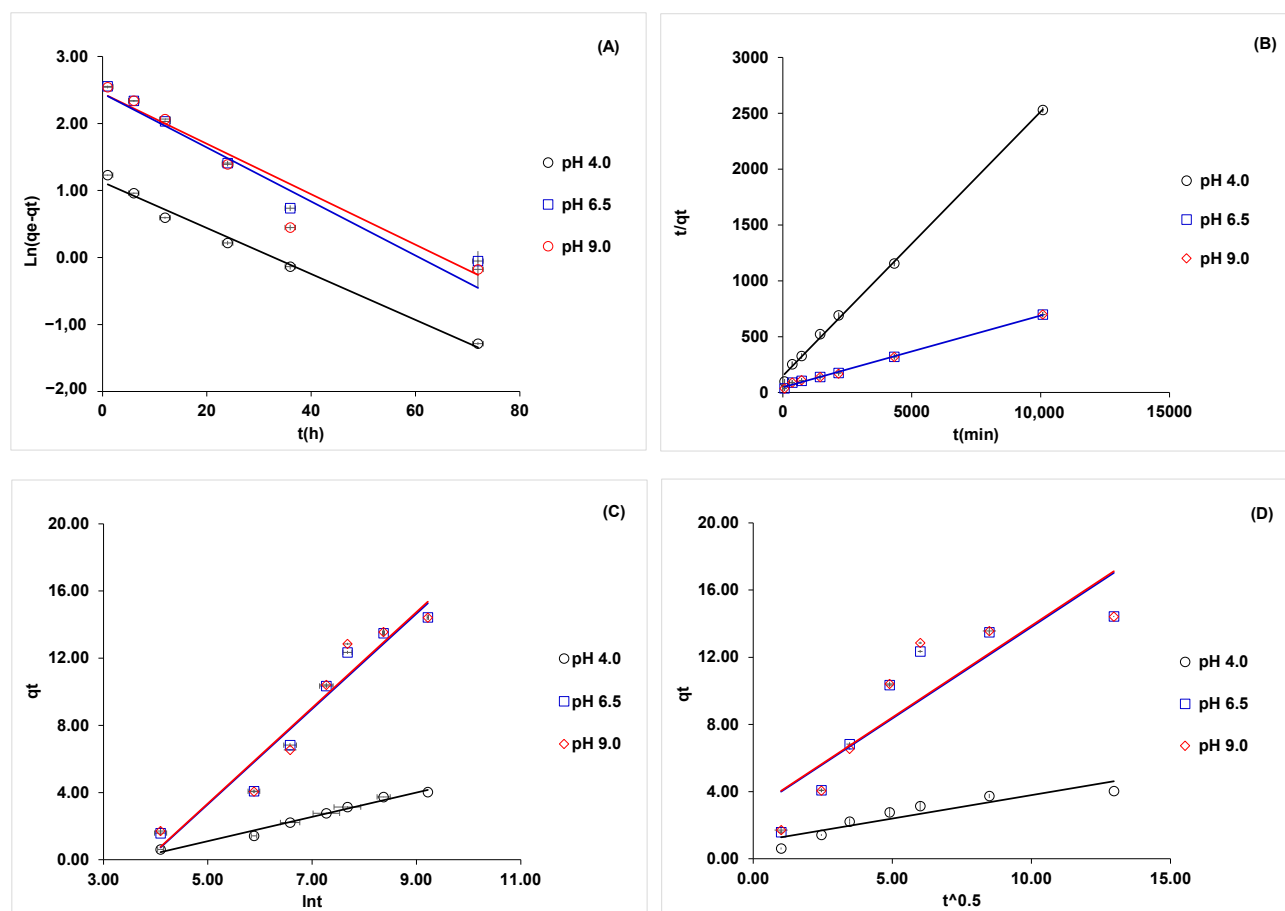 (A)
3.00
2.00
1.00
0.00
−1,00
−2,00
0
20
40
60
80
Ln(qe-qt)
t(h)
pH 4.0
pH 6.5
pH 9.0
(B)
3000
2500
2000
1500
1000
500
0
0
5000
10,000
15000
t/qt
t(min)
pH 4.0
pH 6.5
pH 9.0
(C)
20.00
16.00
12.00
8.00
4.00
0.00
3.00
5.00
7.00
9.00
11.00
qt
lnt
pH 4.0
pH 6.5
pH 9.0
(D)
20.00
16.00
12.00
8.00
4.00
0.00
0.00
5.00
10.00
15.00
qt
t^0.5
pH 4.0
pH 6.5
pH 9.0